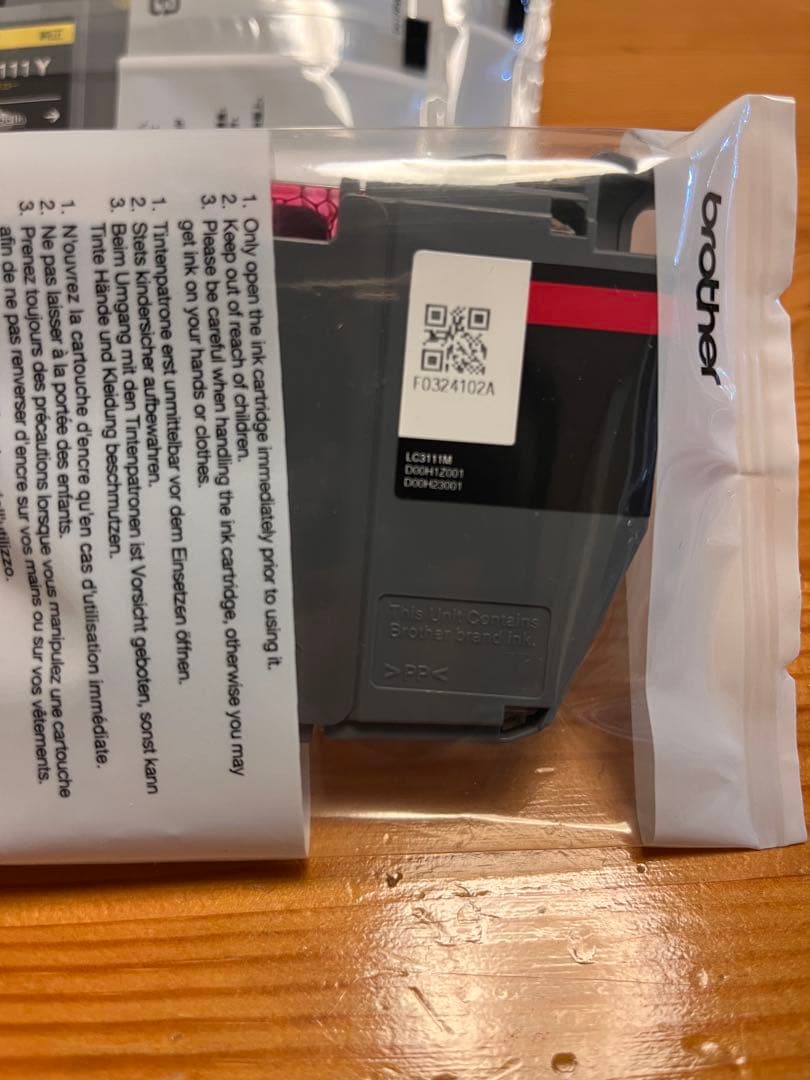 純正
111Y
brother
F0324102A
LC3111M
D00H1Z001
D00H23001
This Unit Contains
Brother brand ink.
>PP<
1. Only open the ink cartridge immediately prior to using it.
2. Keep out of reach of children.
3. Please be careful when handling the ink cartridge, otherwise you may
get ink on your hands or clothes.
1. Tintenpatrone erst unmittelbar vor dem Einsetzen öffnen.
2. Stets kindersicher aufbewahren.
3. Beim Umgang mit den Tintenpatronen ist Vorsicht geboten, sonst kann
Tinte Hände und Kleidung beschmutzen.
1. N'ouvrez la cartouche d'encre qu'en cas d'utilisation immédiate.
2. Ne pas laisser à la portée des enfants.
3. Prenez toujours des précautions lorsque vous manipulez une cartouche
afin de ne pas renverser d'encre sur vos mains ou sur vos vêtements.